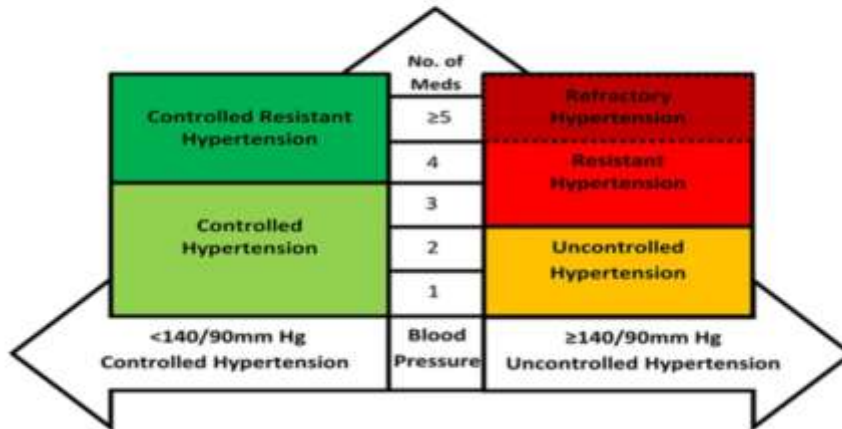 No. of
Meds
≥5
4
3
2
1
Controlled Resistant
Hypertension
Controlled
Hypertension
Refractory
Hypertension
Resistant
Hypertension
Uncontrolled
Hypertension
<140/90mm Hg
Controlled Hypertension
Blood
Pressure
≥140/90mm Hg
Uncontrolled Hypertension